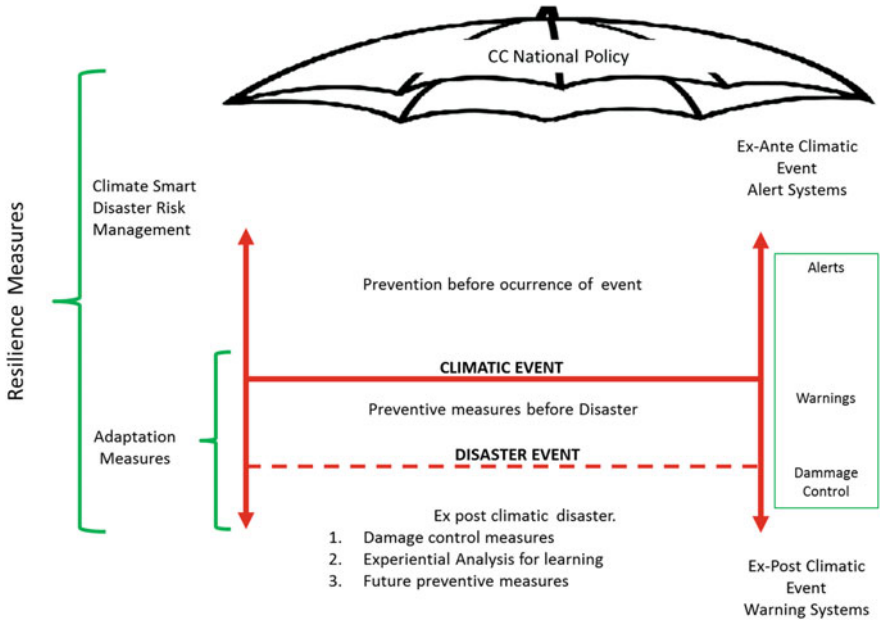 CC National Policy
Ex-Ante Climatic
Event
Alert Systems
Resilience Measures
Climate Smart
Disaster Risk
Management
Alerts
Prevention before ocurrence of event
CLIMATIC EVENT
Warnings
Preventive measures before Disaster
Adaptation
Measures
DISASTER EVENT
Dammage
Control
Ex post climatic disaster.
1. Damage control measures
2. Experiential Analysis for learning
3. Future preventive measures
Ex-Post Climatic
Event
Warning Systems